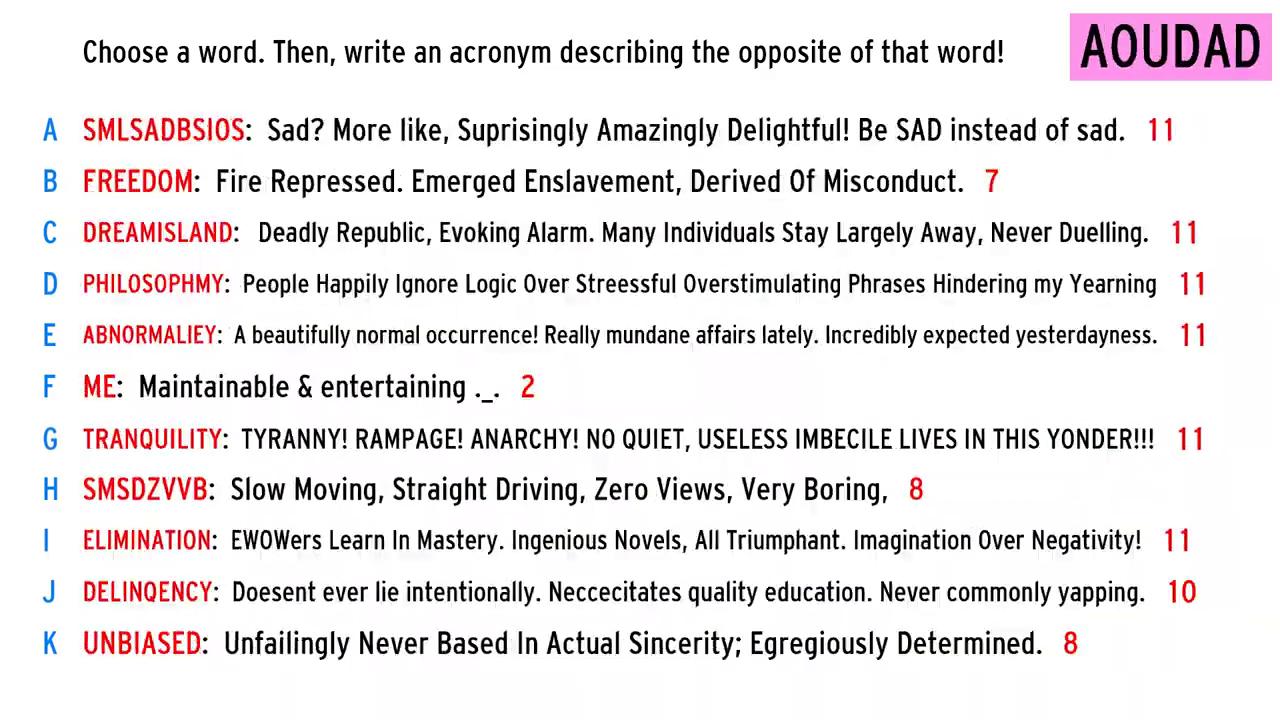 Choose a word. Then, write an acronym describing the opposite of that word!
AOUDAD
A SMLSADBSIOS: Sad? More like, Suprisingly Amazingly Delightful! Be SAD instead of sad. 11
B FREEDOM: Fire Repressed. Emerged Enslavement, Derived Of Misconduct. 7
C DREAMISLAND: Deadly Republic, Evoking Alarm. Many Individuals Stay Largely Away, Never Duelling. 11
D PHILOSOPHMY: People Happily Ignore Logic Over Streessful Overstimulating Phrases Hindering my Yearning 11
E ABNORMALIEY: A beautifully normal occurrence! Really mundane affairs lately. Incredibly expected yesterdayness. 11
F ME: Maintainable & entertaining ._. 2
G TRANQUILITY: TYRANNY! RAMPAGE! ANARCHY! NO QUIET, USELESS IMBECILE LIVES IN THIS YONDER!!! 11
H SMSDZVVB: Slow Moving, Straight Driving, Zero Views, Very Boring, 8
I ELIMINATION: EWOWers Learn In Mastery. Ingenious Novels, All Triumphant. Imagination Over Negativity! 11
J DELINQENCY: Doesent ever lie intentionally. Neccecitates quality education. Never commonly yapping. 10
K UNBIASED: Unfailingly Never Based In Actual Sincerity; Egregiously Determined. 8